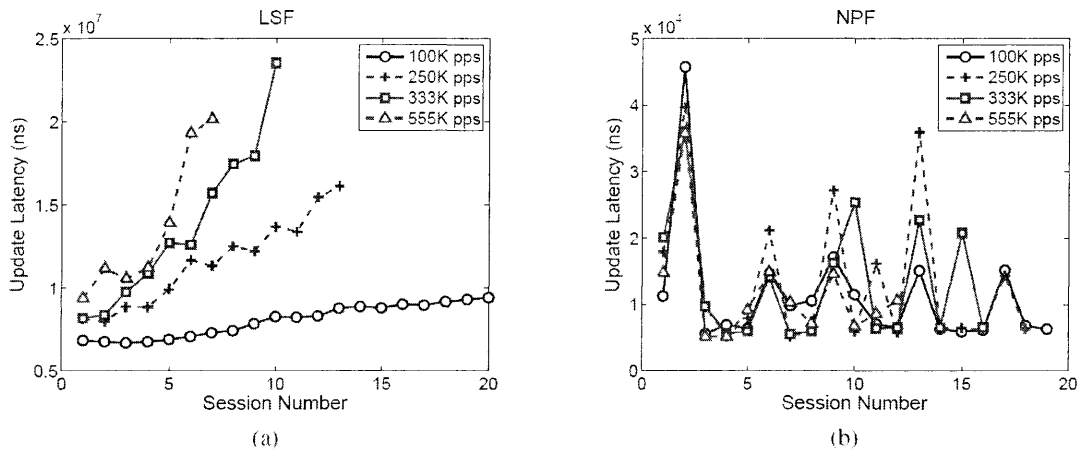 LSF
x 10^7
2.5
2
1.5
1
0.5
0
5
10
15
20
Update Latency (ns)
Session Number
100K pps
250K pps
333K pps
555K pps
(a)
NPF
x 10^4
5
4
3
2
1
0
0
5
10
15
20
Update Latency (ns)
Session Number
100K pps
250K pps
333K pps
555K pps
(b)